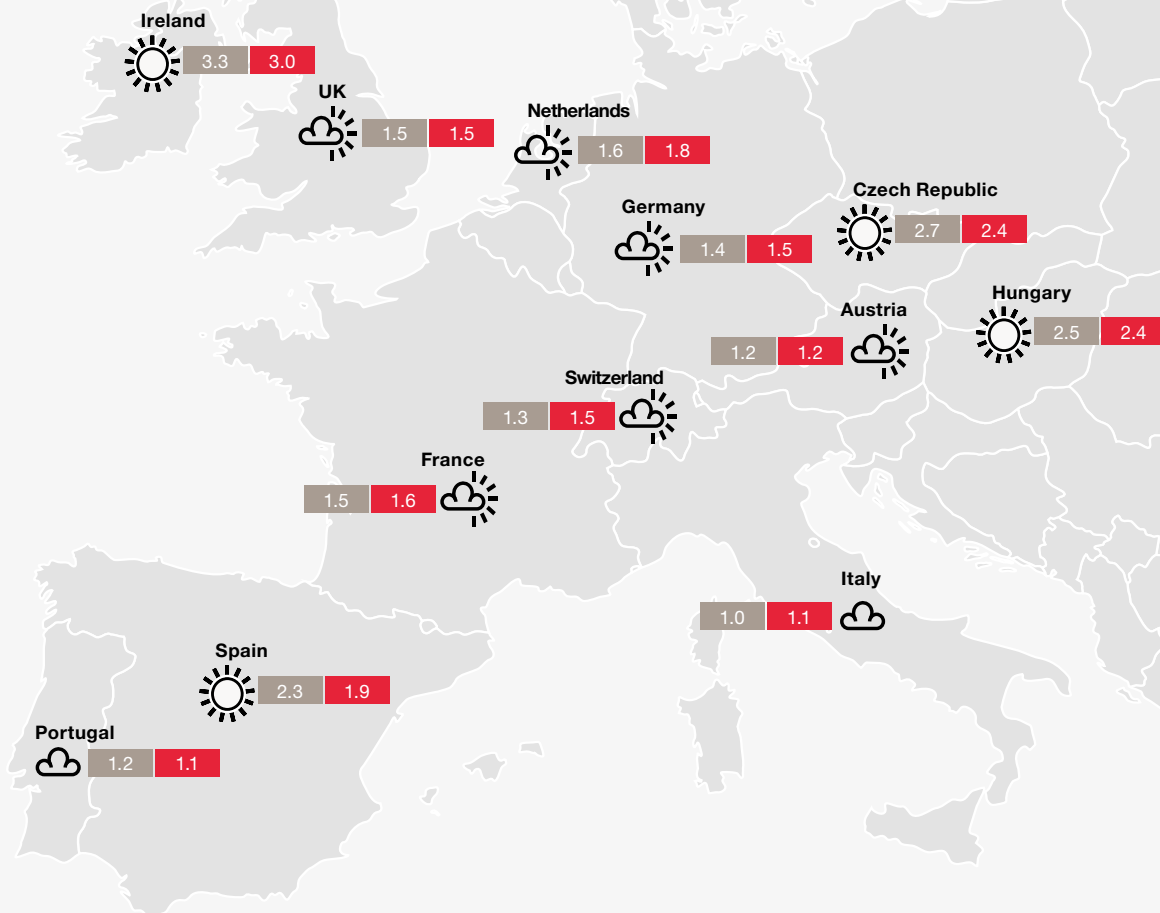 Ireland
3.3 3.0
UK
1.5 1.5
Netherlands
1.6 1.8
Czech Republic
2.7 2.4
Germany
1.4 1.5
Hungary
2.5 2.4
Austria
1.2 1.2
Switzerland
1.3 1.5
France
1.5 1.6
Italy
1.0 1.1
Spain
2.3 1.9
Portugal
1.2 1.1